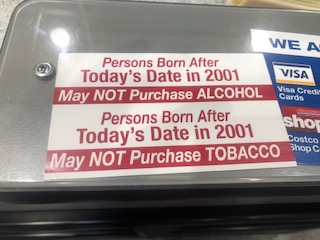 Persons Born After
Today's Date in 2001
May NOT Purchase ALCOHOL
Persons Born After
Today's Date in 2001
May NOT Purchase TOBACCO
WE A
VISA
Visa Credit
Cards
shop
Costco
Shop C